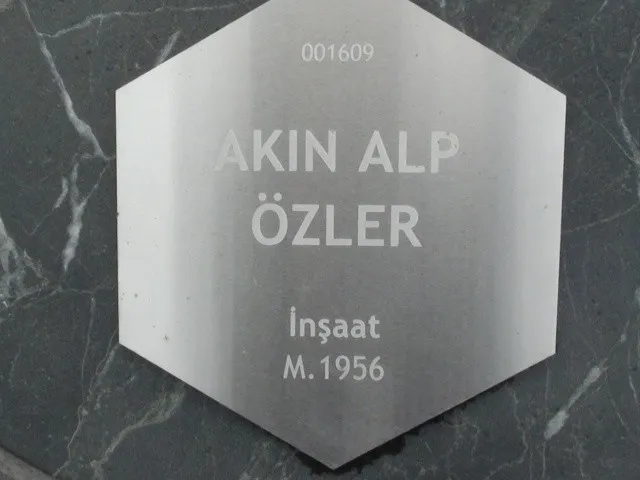 001609
AKIN ALP
ÖZLER
İnşaat
M.1956